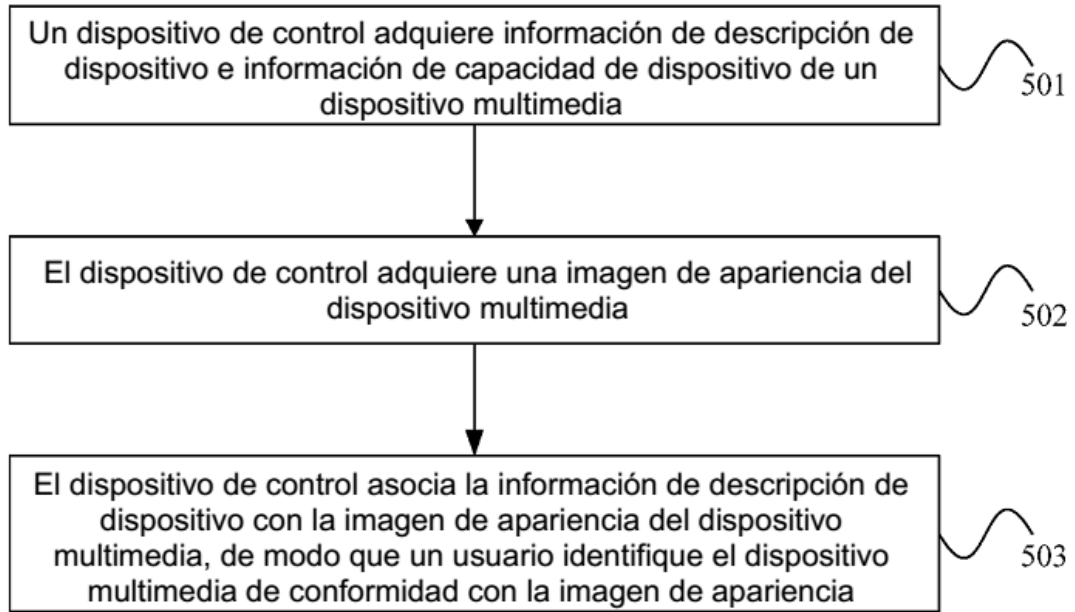 Un dispositivo de control adquiere información de descripción de
dispositivo e información de capacidad de dispositivo de un
dispositivo multimedia
501
El dispositivo de control adquiere una imagen de apariencia del
dispositivo multimedia
502
El dispositivo de control asocia la información de descripción de
dispositivo con la imagen de apariencia del dispositivo
multimedia, de modo que un usuario identifique el dispositivo
multimedia de conformidad con la imagen de apariencia
503